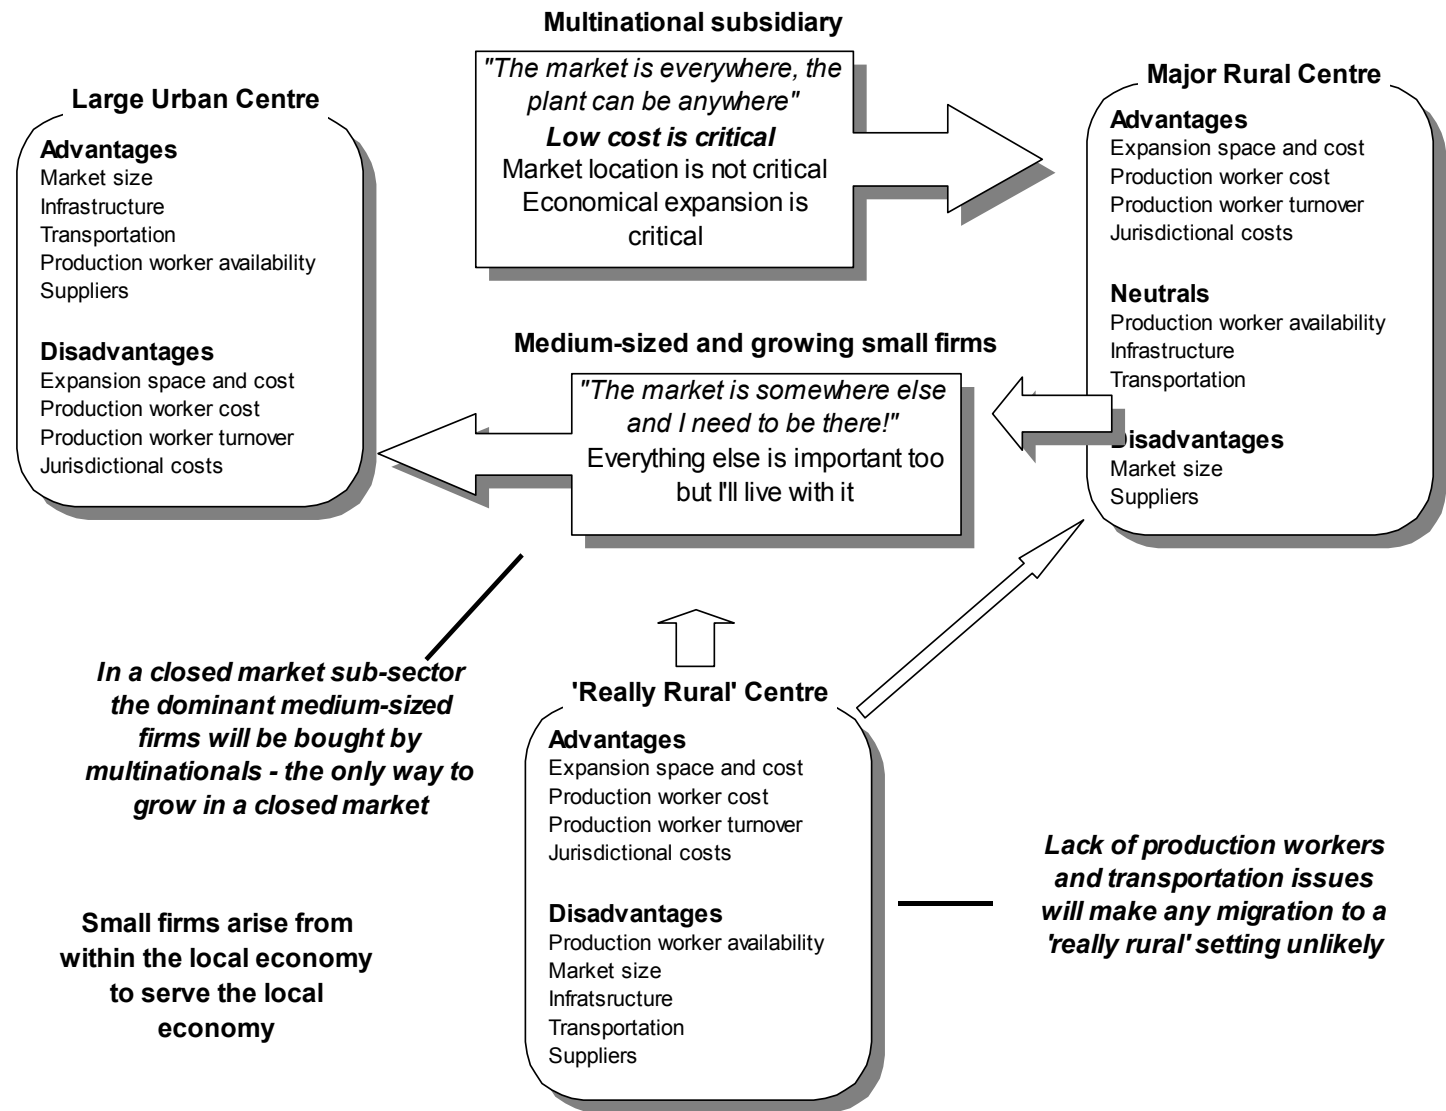 Multinational subsidiary
"The market is everywhere, the
plant can be anywhere"
Low cost is critical
Market location is not critical
Economical expansion is
critical
Large Urban Centre
Advantages
Market size
Infrastructure
Transportation
Production worker availability
Suppliers
Disadvantages
Expansion space and cost
Production worker cost
Production worker turnover
Jurisdictional costs
Major Rural Centre
Advantages
Expansion space and cost
Production worker cost
Production worker turnover
Jurisdictional costs
Neutrals
Production worker availability
Infrastructure
Transportation
Disadvantages
Market size
Suppliers
Medium-sized and growing small firms
"The market is somewhere else
and I need to be there!"
Everything else is important too
but I'll live with it
In a closed market sub-sector
the dominant medium-sized
firms will be bought by
multinationals - the only way to
grow in a closed market
'Really Rural' Centre
Advantages
Expansion space and cost
Production worker cost
Production worker turnover
Jurisdictional costs
Disadvantages
Production worker availability
Market size
Infratsructure
Transportation
Suppliers
Lack of production workers
and transportation issues
will make any migration to a
'really rural' setting unlikely
Small firms arise from
within the local economy
to serve the local
economy